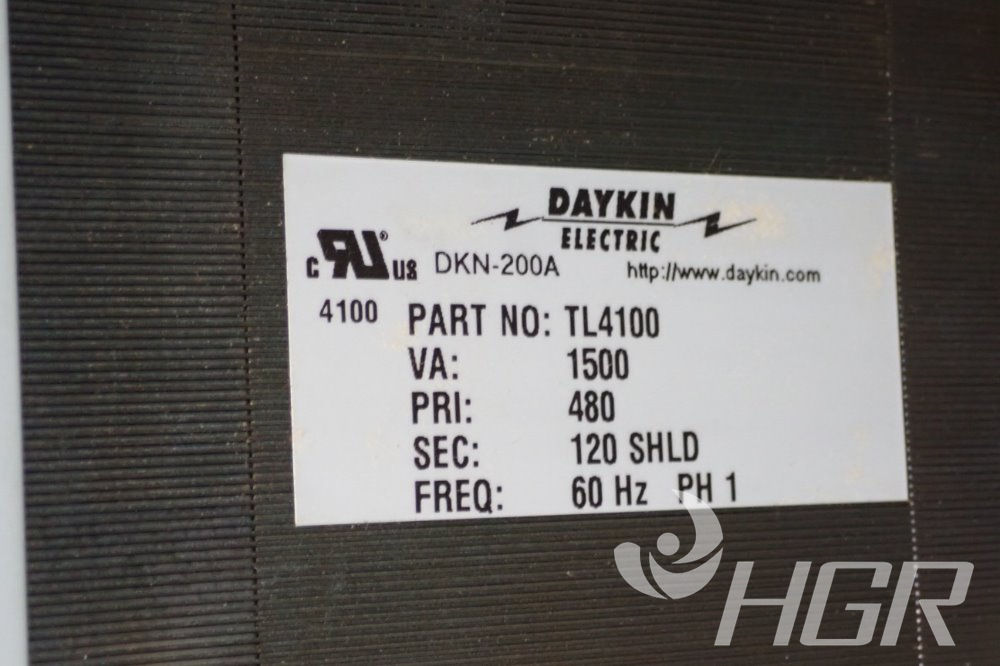 DAYKIN
ELECTRIC
c RU® US DKN-200A http://www.daykin.com
4100 PART NO: TL4100
VA: 1500
PRI: 480
SEC: 120 SHLD
FREQ: 60 Hz PH 1
HGR